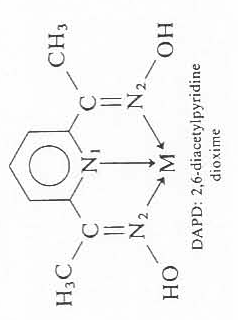 CH₃
H₃C
C
C
OH
N₂
N₁
N₂
HO
M
DAPD: 2,6-diacetylpyridine
dioxime